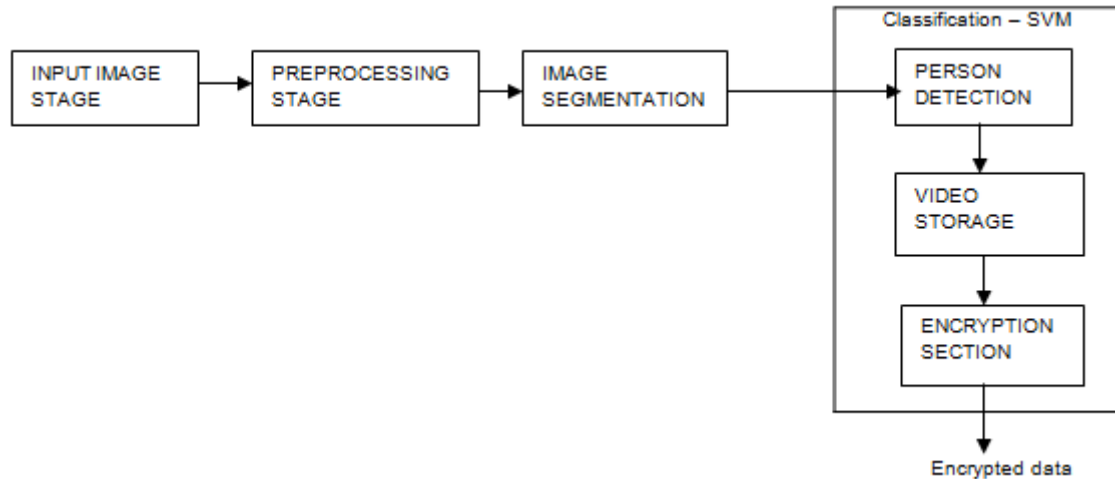 Classification – SVM
INPUT IMAGE
STAGE
PREPROCESSING
STAGE
IMAGE
SEGMENTATION
PERSON
DETECTION
VIDEO
STORAGE
ENCRYPTION
SECTION
Encrypted data